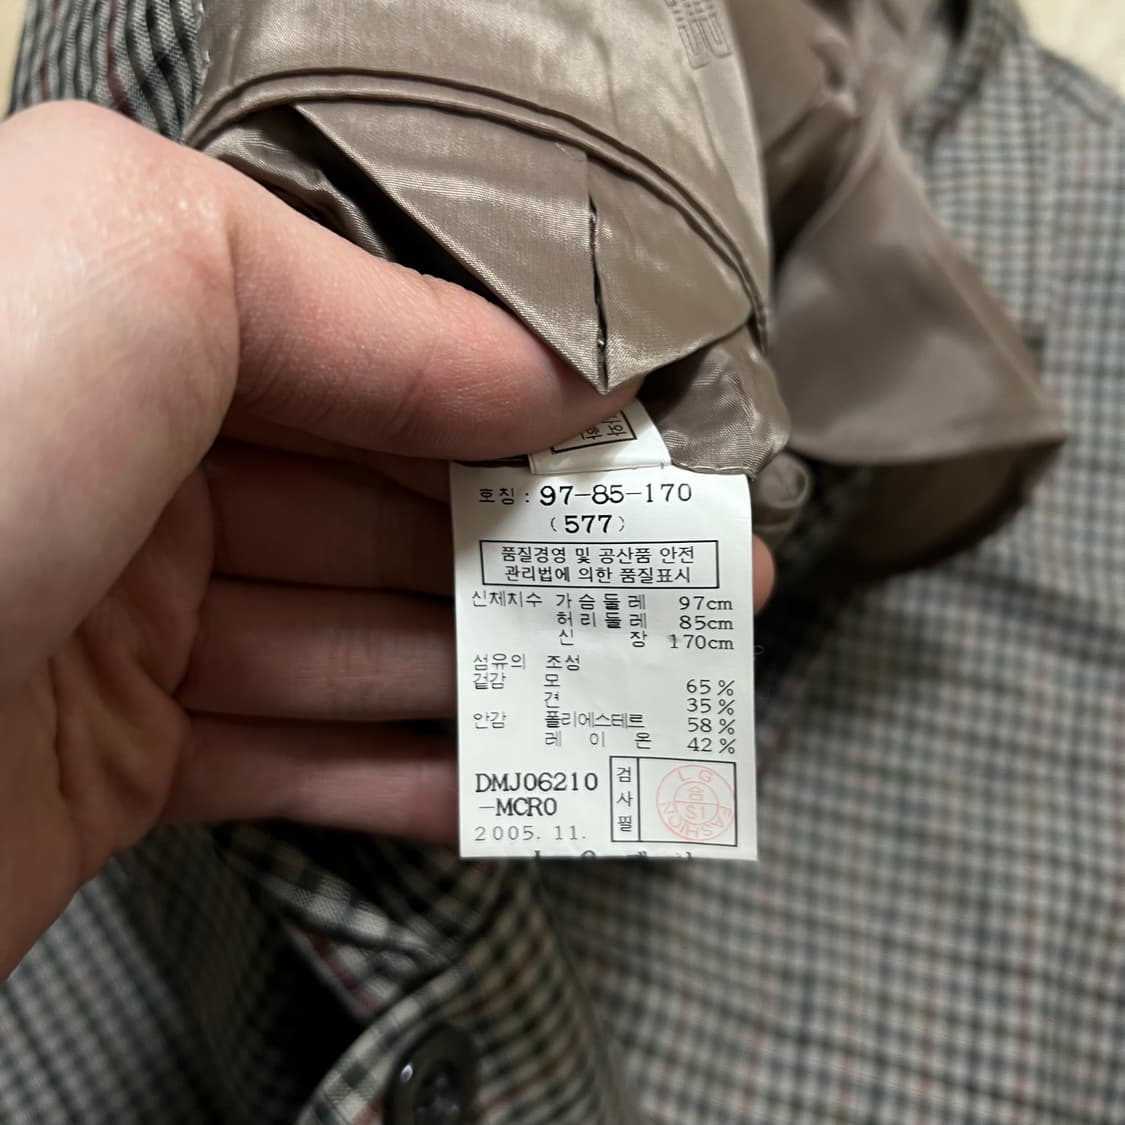 호칭 : 97-85-170
(577)
품질경영 및 공산품 안전
관리법에 의한 품질표시
신체치수 가슴둘레 97cm
허리둘레 85cm
신장 170cm
섬유의 조성
겉감 모 65%
견 35%
안감 폴리에스테르 58%
레이온 42%
DMJ06210
-MCR0
2005. 11.
검사필
LG
SI
FASHION